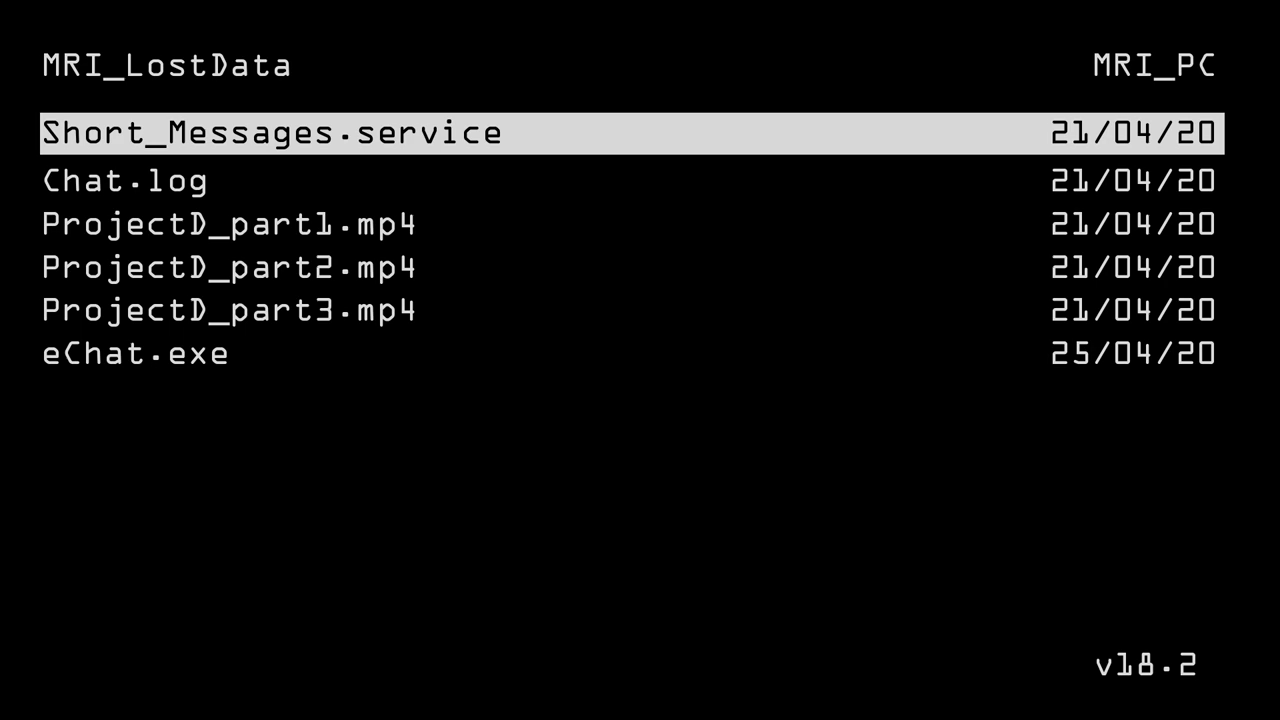 MRI_LostData MRI_PC
Short_Messages.service 21/04/20
Chat.log 21/04/20
ProjectD_part1.mp4 21/04/20
ProjectD_part2.mp4 21/04/20
ProjectD_part3.mp4 21/04/20
eChat.exe 25/04/20
v18.2